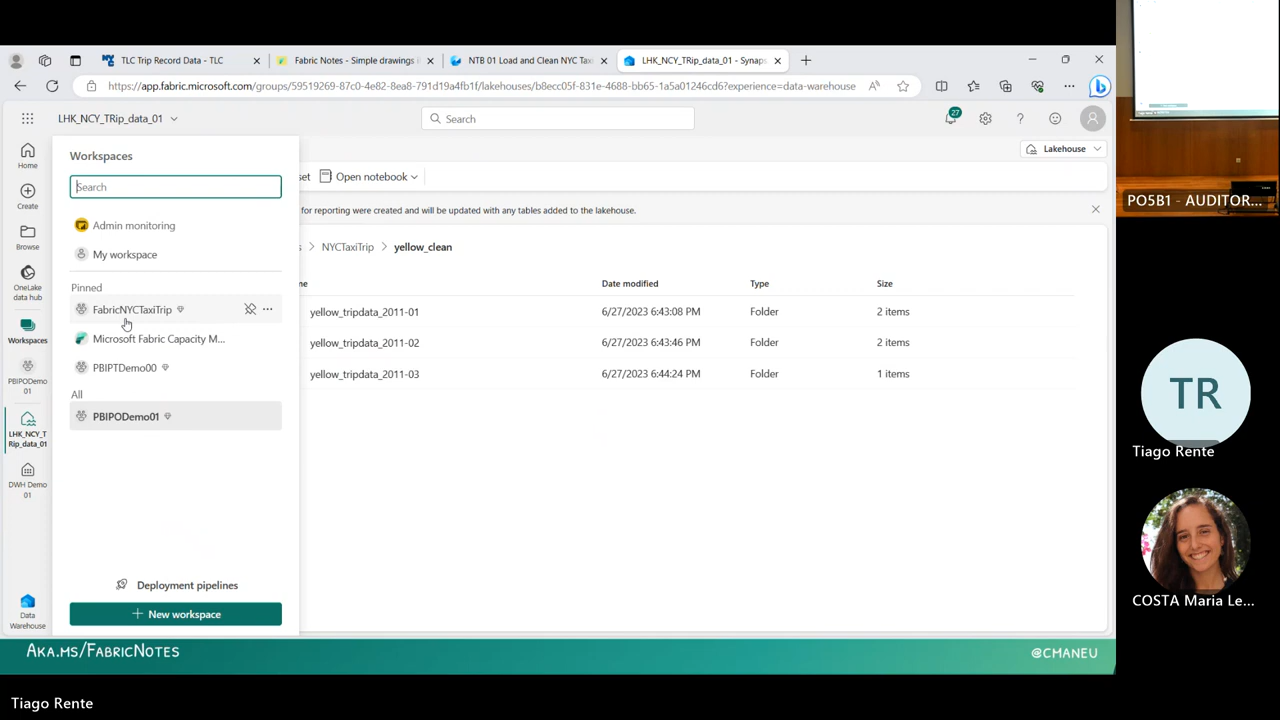 TLC Trip Record Data - TLC
Fabric Notes - Simple drawings i
NTB 01 Load and Clean NYC Taxi
LHK_NCY_TRip_data_01 - Synaps
https://app.fabric.microsoft.com/groups/59519269-87c0-4e82-8ea8-791d19a4fb1f/lakehouses/b8ecc05f-831e-4688-bb65-1a5a01246cd6?experience=data-warehouse
LHK_NCY_TRip_data_01
Search
27
Home
Create
Browse
OneLake
data hub
Workspaces
PBIPODemo
01
LHK_NCY_T
Rip_data_01
DWH Demo
01
Data
Warehouse
Workspaces
Search
Admin monitoring
My workspace
Pinned
FabricNYCTaxiTrip
Microsoft Fabric Capacity M...
PBIPTDemo00
All
PBIPODemo01
Deployment pipelines
+ New workspace
Lakehouse
set
Open notebook
for reporting were created and will be updated with any tables added to the lakehouse.
s > NYCTaxiTrip > yellow_clean
me Date modified Type Size
yellow_tripdata_2011-01 6/27/2023 6:43:08 PM Folder 2 items
yellow_tripdata_2011-02 6/27/2023 6:43:46 PM Folder 2 items
yellow_tripdata_2011-03 6/27/2023 6:44:24 PM Folder 1 items
Aka.ms/FabricNotes
@cmaneu
PO5B1 - AUDITOR...
TR
Tiago Rente
COSTA Maria Le...
Tiago Rente